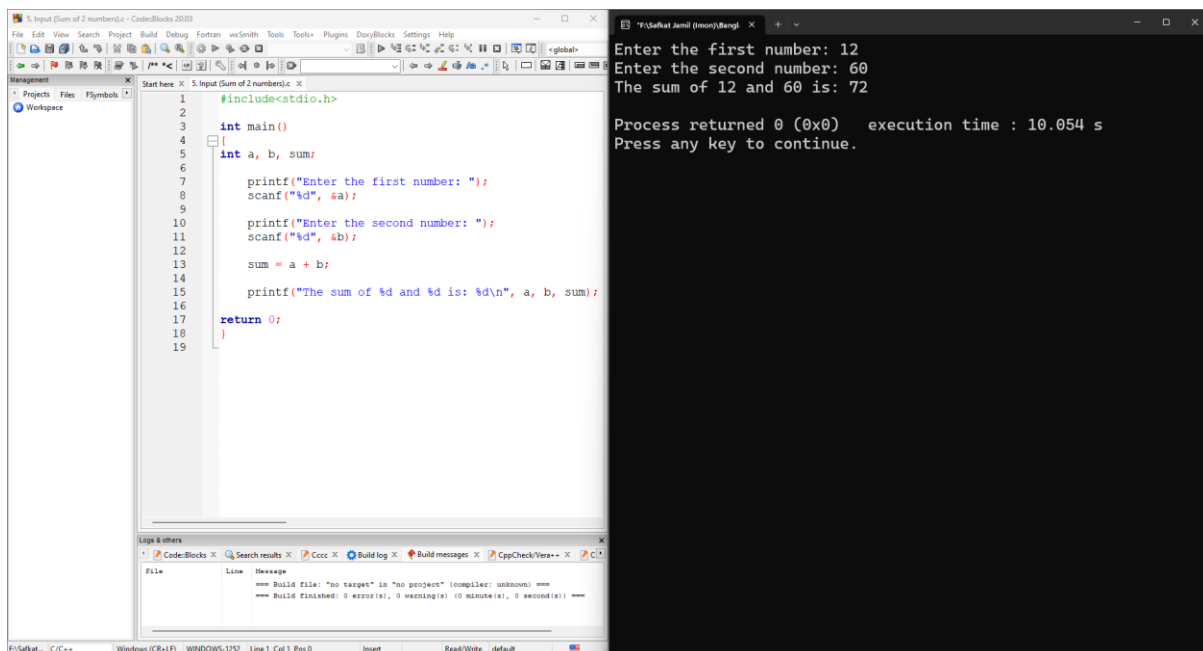 5. Input (Sum of 2 numbers).c - Code::Blocks 20.03
File Edit View Search Project Build Debug Fortran wxSmith Tools Tools+ Plugins DoxyBlocks Settings Help
<global>
/** *<
Management
Projects Files FSymbols
Workspace
Start here X 5. Input (Sum of 2 numbers).c X
1 #include<stdio.h>
2
3 int main()
4 {
5 int a, b, sum;
6
7 printf("Enter the first number: ");
8 scanf("%d", &a);
9
10 printf("Enter the second number: ");
11 scanf("%d", &b);
12
13 sum = a + b;
14
15 printf("The sum of %d and %d is: %d\n", a, b, sum);
16
17 return 0;
18 }
19
Logs & others
Code::Blocks X Search results X Cccc X Build log X Build messages X CppCheck/Vera++ X C
File Line Message
=== Build file: "no target" in "no project" (compiler: unknown) ===
=== Build finished: 0 error(s), 0 warning(s) (0 minute(s), 0 second(s)) ===
F:\Safkat... C/C++ Windows (CR+LF) WINDOWS-1252 Line 1, Col 1, Pos 0 Insert Read/Write default
"F:\Safkat Jamil (Imon)\Bangl
Enter the first number: 12
Enter the second number: 60
The sum of 12 and 60 is: 72
Process returned 0 (0x0) execution time : 10.054 s
Press any key to continue.